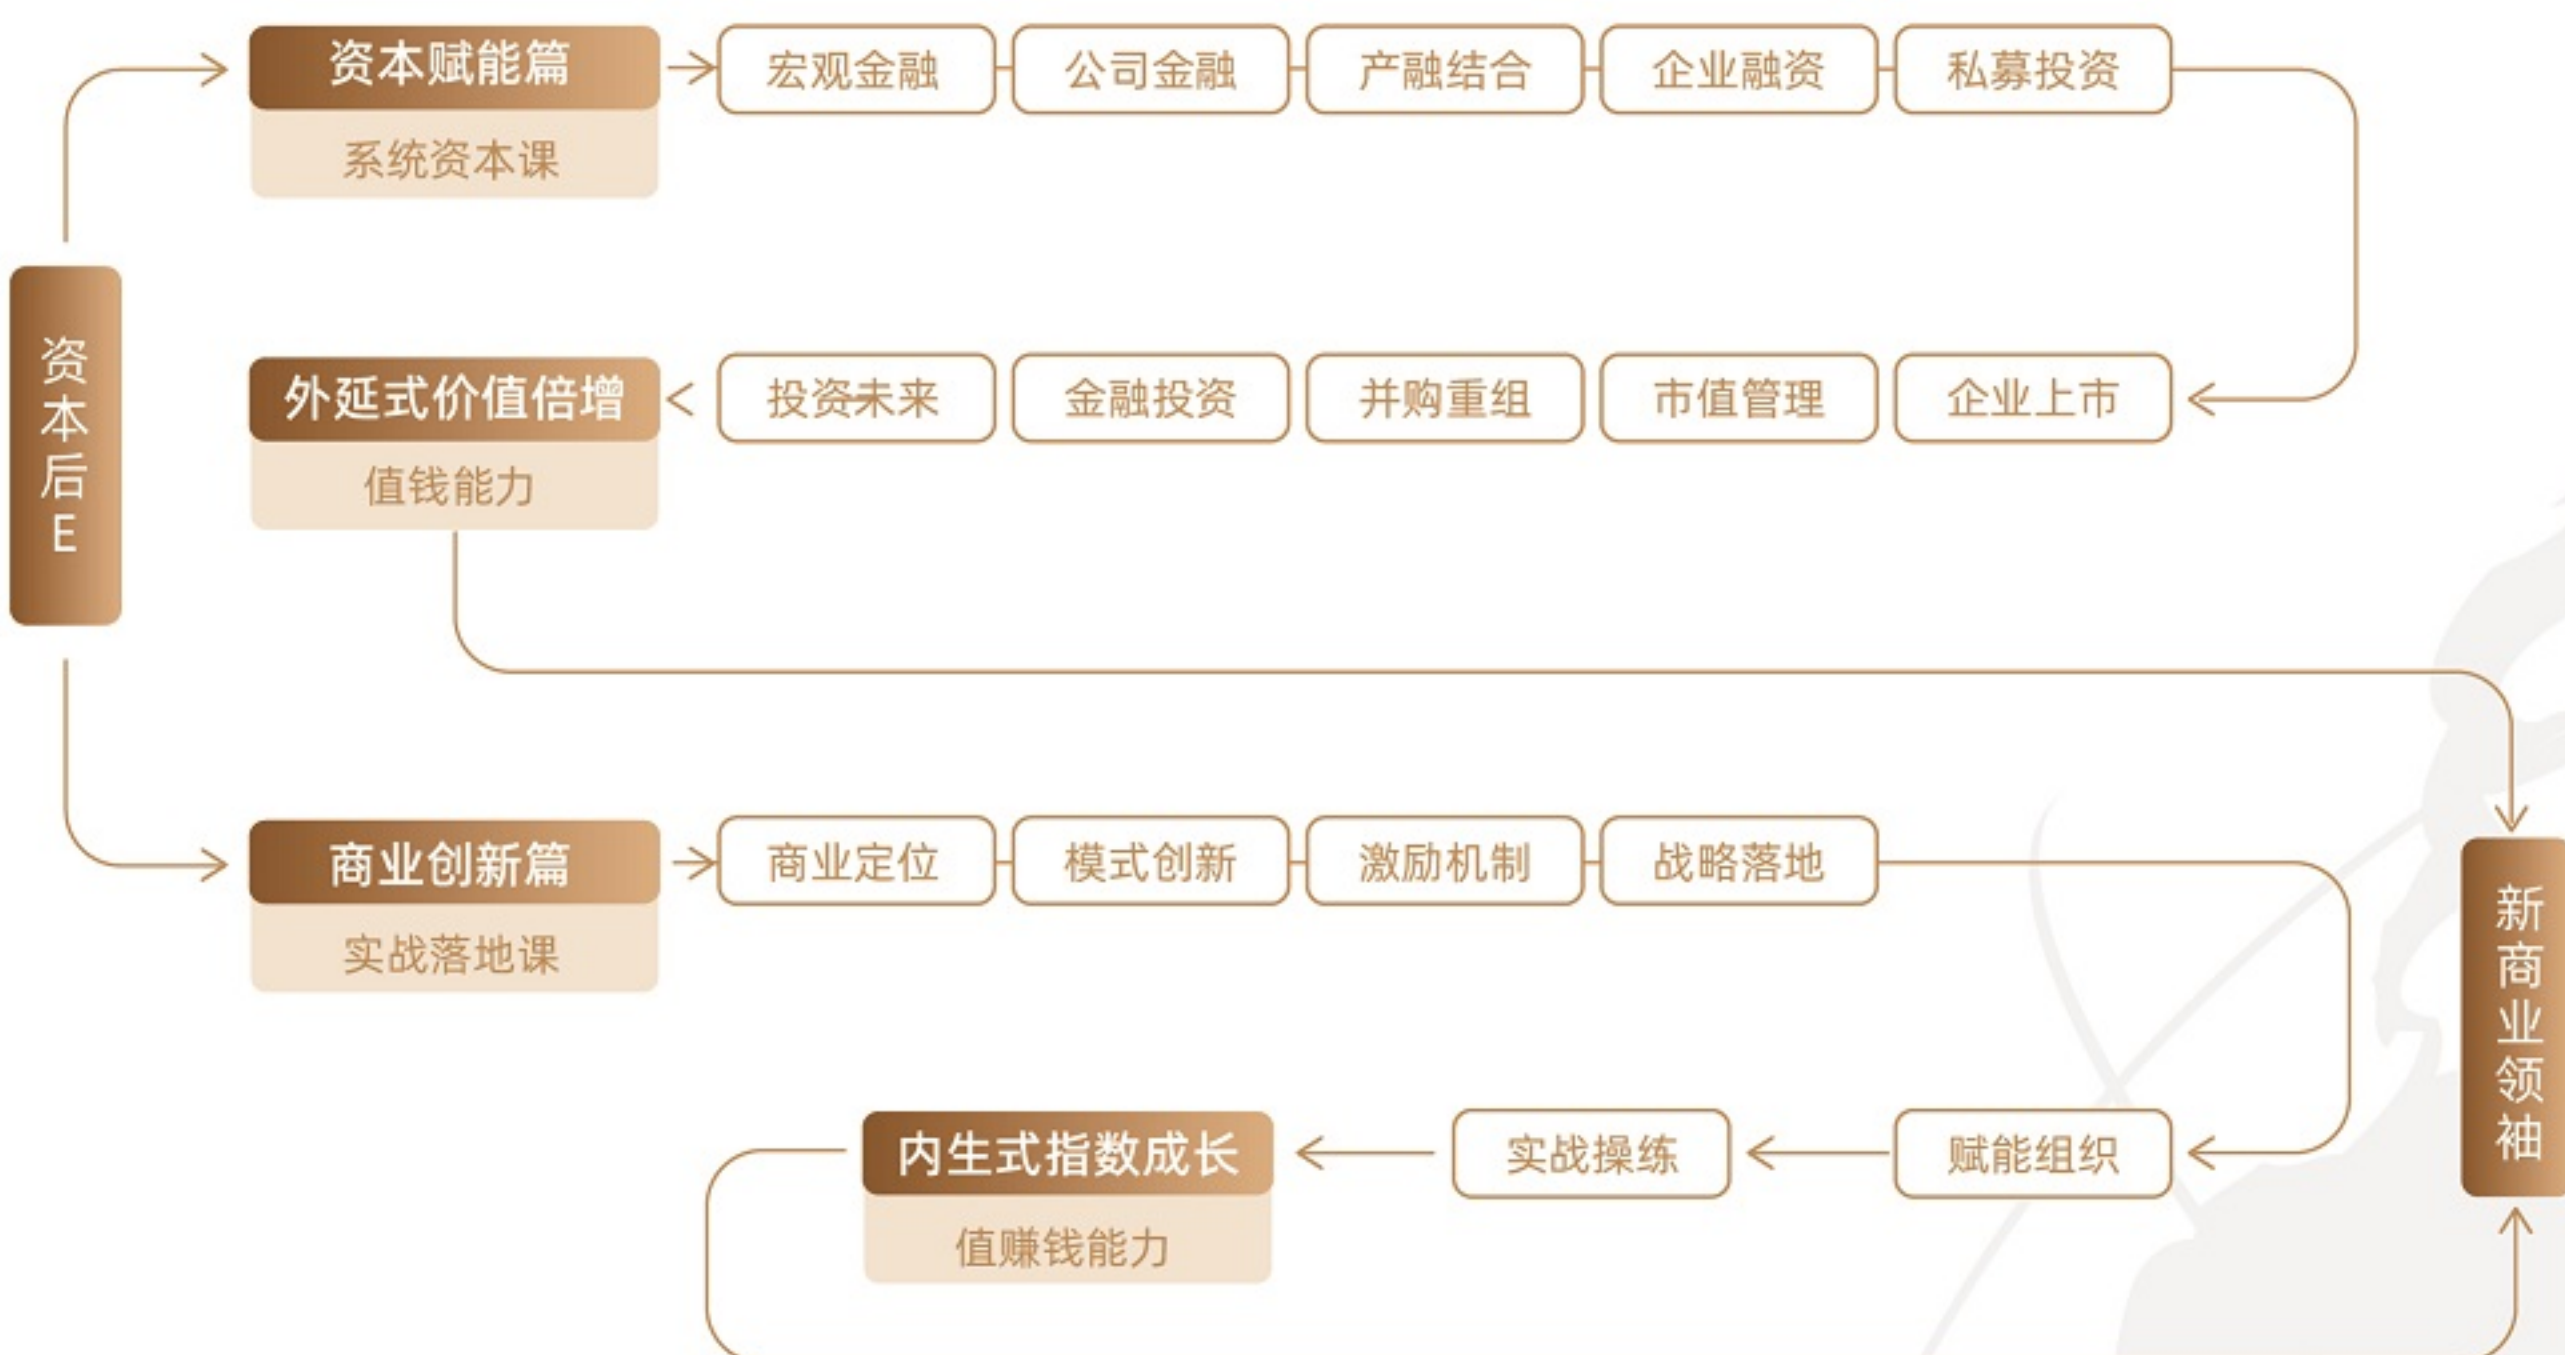 资本后E
资本赋能篇
系统资本课
宏观金融
公司金融
产融结合
企业融资
私募投资
外延式价值倍增
值钱能力
投资未来
金融投资
并购重组
市值管理
企业上市
商业创新篇
实战落地课
商业定位
模式创新
激励机制
战略落地
内生式指数成长
值赚钱能力
实战操练
赋能组织
新商业领袖